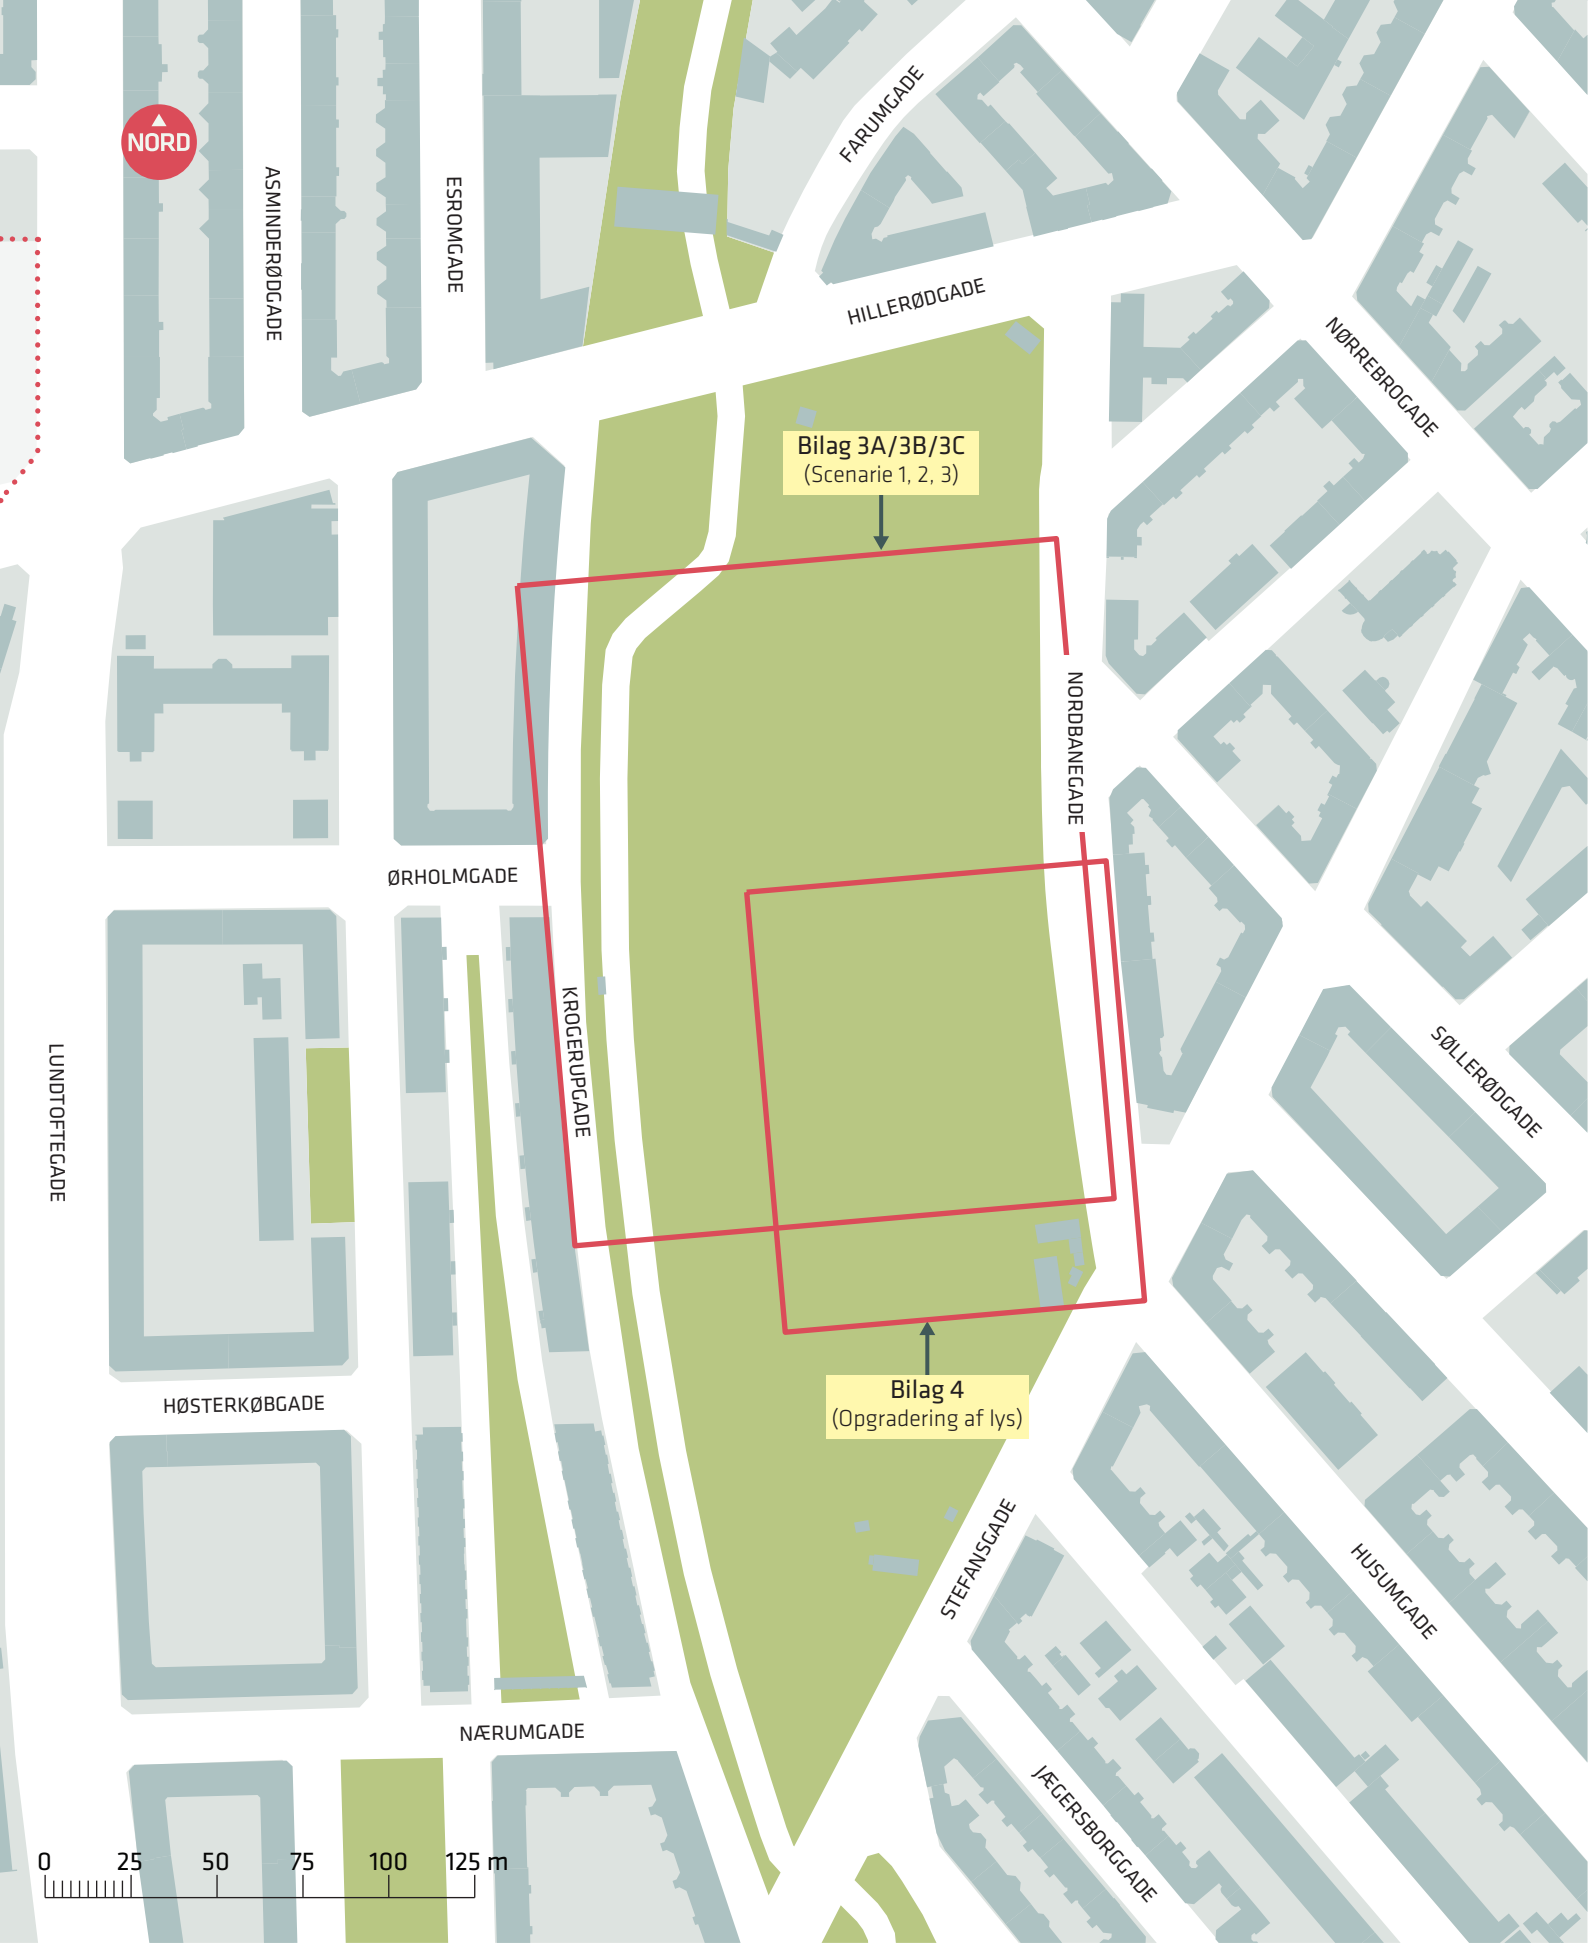 NORD
ASMINDERØDGADE
ESROMGADE
FARUMGADE
HILLERØDGADE
NØRREBROGADE
Bilag 3A/3B/3C
(Scenarie 1, 2, 3)
NORDBANEGADE
ØRHOLMGADE
KROGERUPGADE
LUNDTOFTEGADE
SØLLERØDGADE
HØSTERKØBGADE
Bilag 4
(Opgradering af lys)
STEFANSGADE
HUSUMGADE
NÆRUMGADE
JÆGERSBORGGADE
0 25 50 75 100 125 m